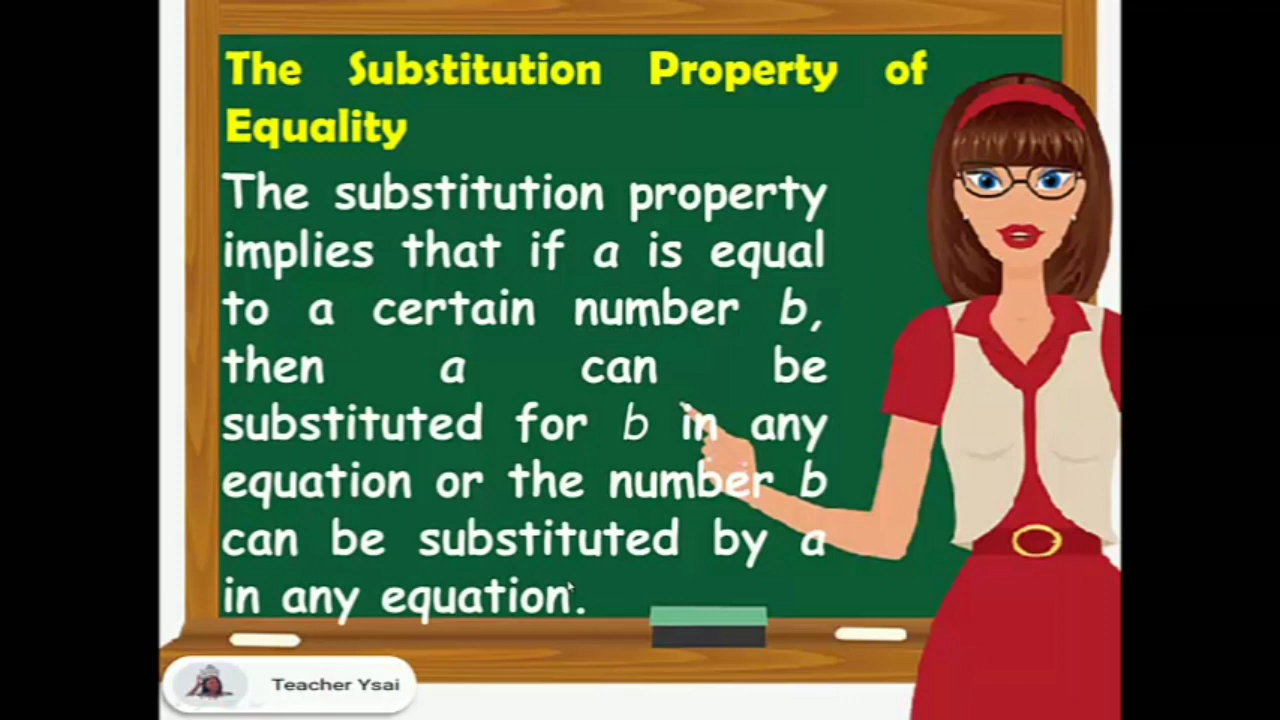 The Substitution Property of
Equality
The substitution property
implies that if a is equal
to a certain number b,
then a can be
substituted for b in any
equation or the number b
can be substituted by a
in any equation.
Teacher Ysai